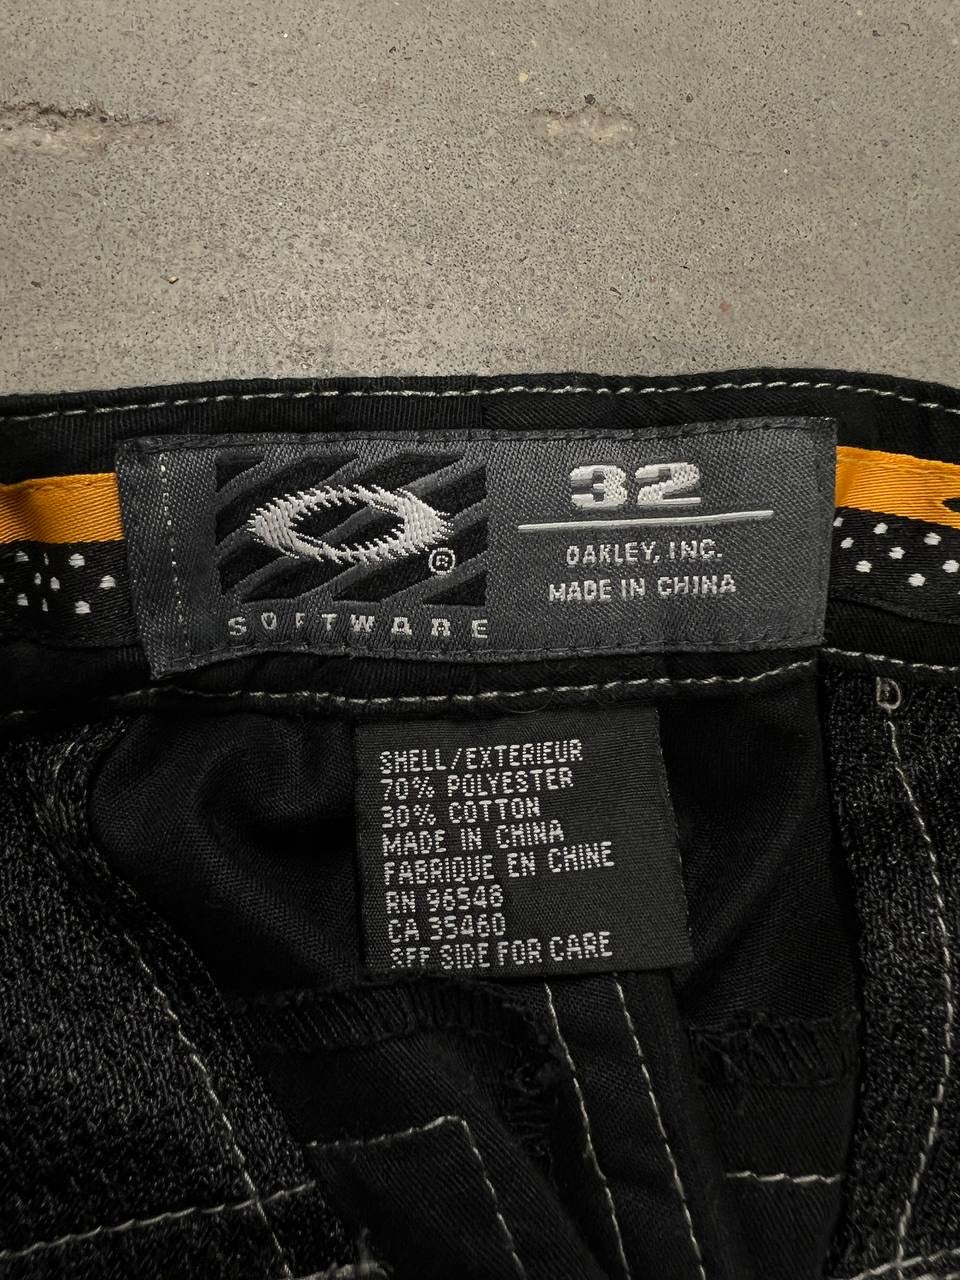 32
OAKLEY, INC.
MADE IN CHINA
®
SOFTWARE
SHELL/EXTERIEUR
70% POLYESTER
30% COTTON
MADE IN CHINA
FABRIQUE EN CHINE
RN 96548
CA 35460
SEE SIDE FOR CARE